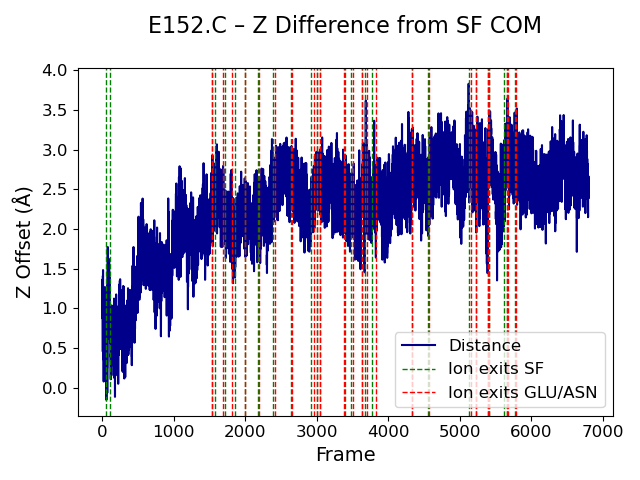 E152.C – Z Difference from SF COM
4.0
3.5
3.0
2.5
2.0
1.5
1.0
0.5
0.0
Z Offset (Å)
Distance
Ion exits SF
Ion exits GLU/ASN
0 1000 2000 3000 4000 5000 6000 7000
Frame